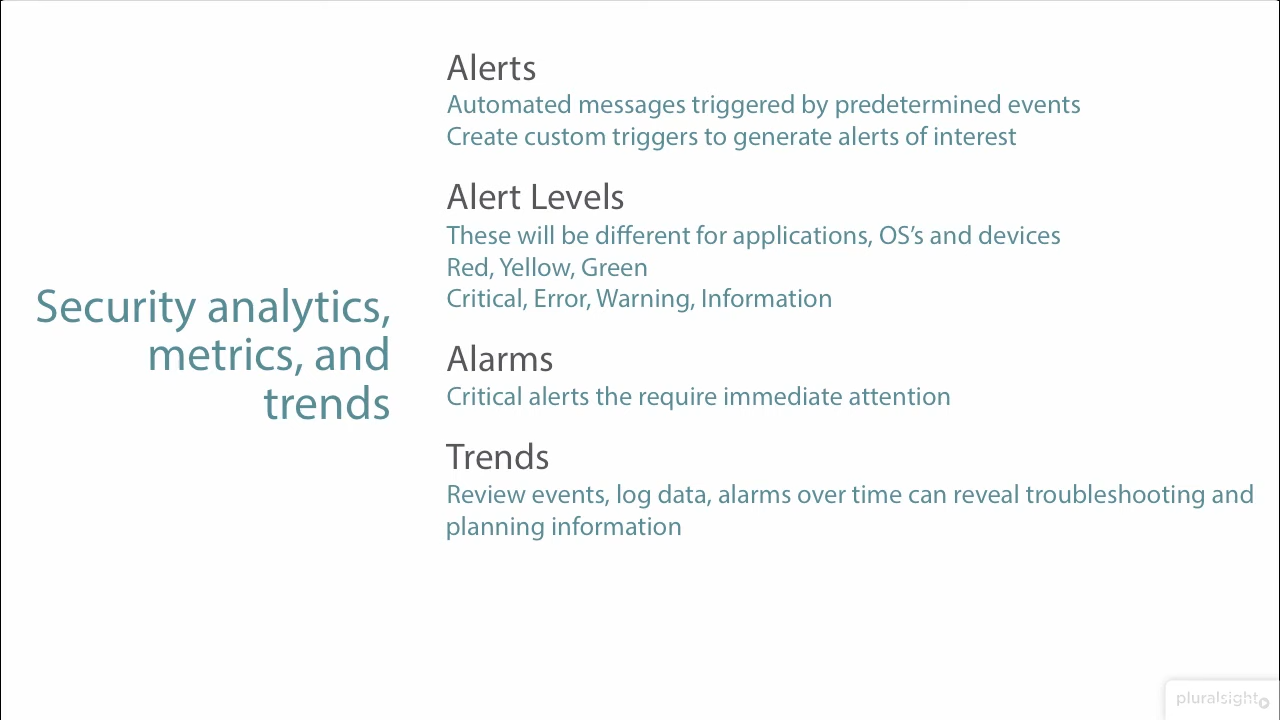 Security analytics,
metrics, and
trends
Alerts
Automated messages triggered by predetermined events
Create custom triggers to generate alerts of interest
Alert Levels
These will be different for applications, OS’s and devices
Red, Yellow, Green
Critical, Error, Warning, Information
Alarms
Critical alerts the require immediate attention
Trends
Review events, log data, alarms over time can reveal troubleshooting and
planning information
pluralsight